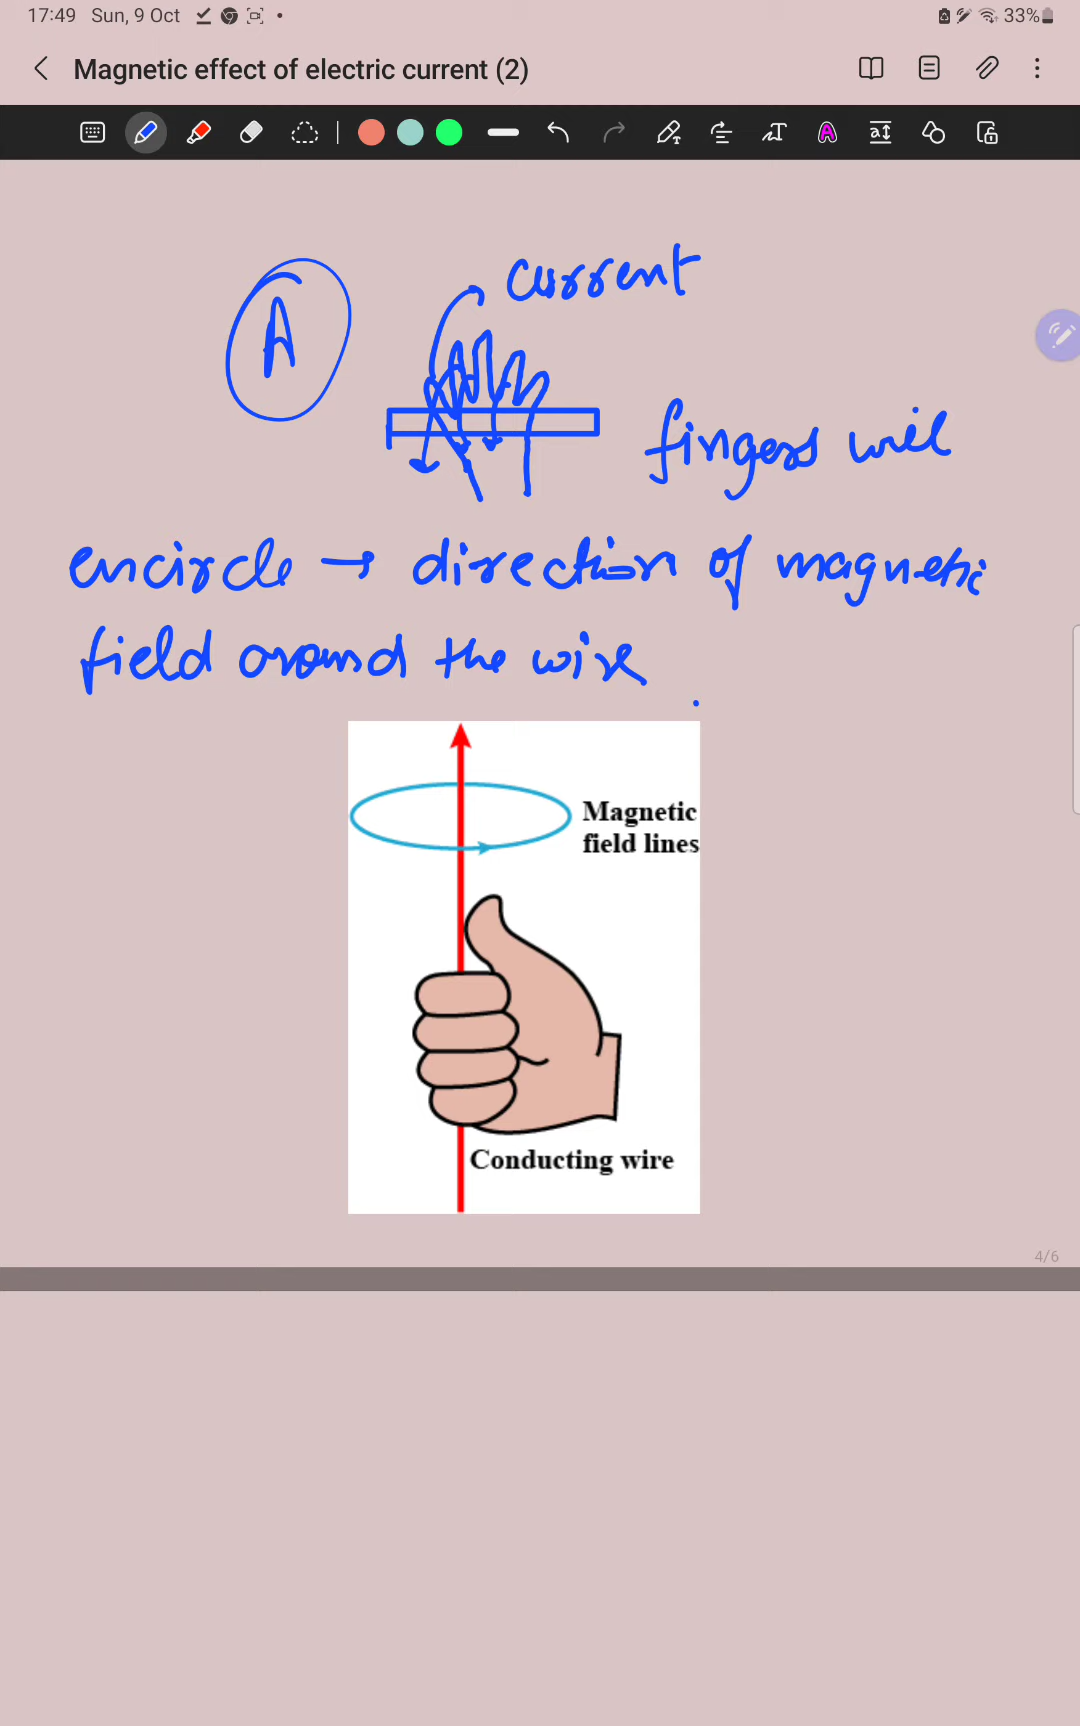 17:49 Sun, 9 Oct
33%
Magnetic effect of electric current (2)
A
current
fingers will
encircle → direction of magnetic
field around the wire
Magnetic
field lines
Conducting wire
4/6